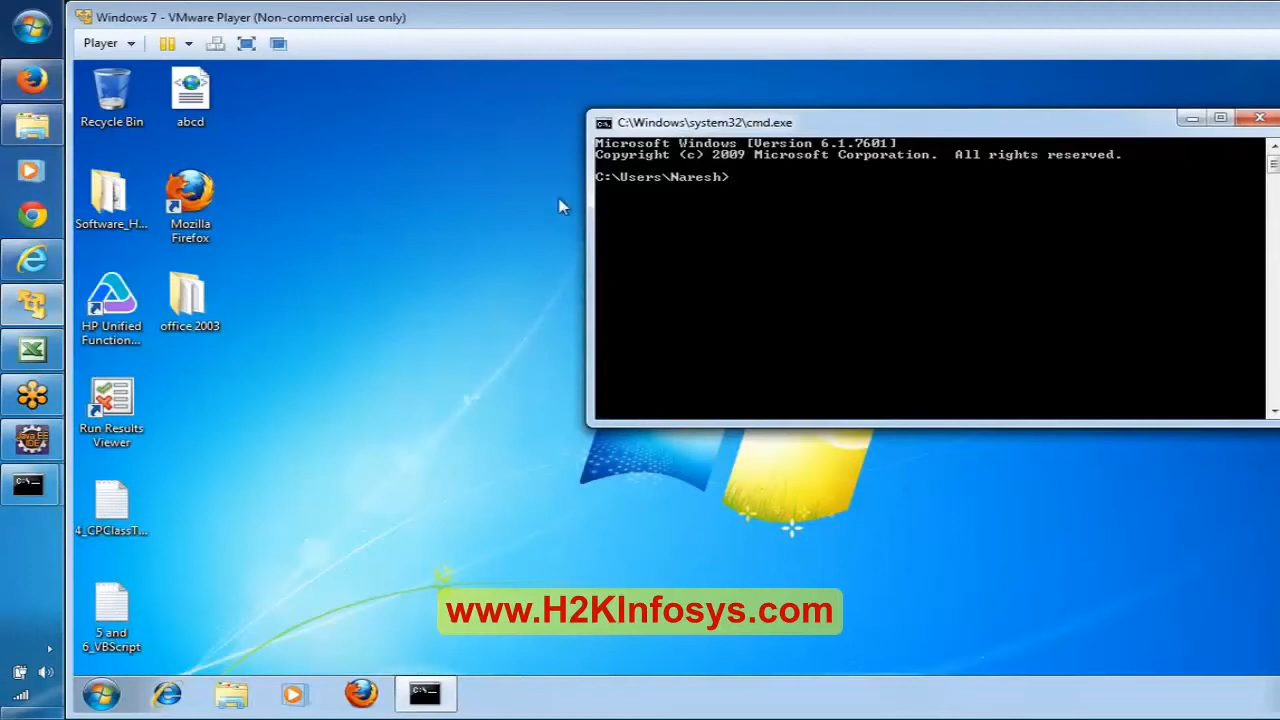 Windows 7 - VMware Player (Non-commercial use only)
Player
Recycle Bin
abcd
Software_H...
Mozilla
Firefox
HP Unified
Function...
office 2003
Run Results
Viewer
4_CPClassT...
5 and
6_VBScript
C:\Windows\system32\cmd.exe
Microsoft Windows [Version 6.1.7601]
Copyright (c) 2009 Microsoft Corporation.  All rights reserved.
C:\Users\Naresh>
www.H2KInfosys.com